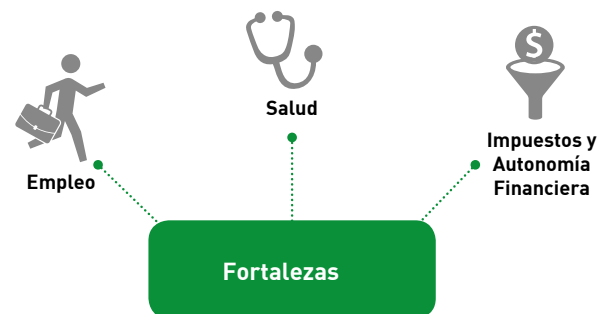 $
Salud
Empleo
Impuestos y
Autonomía
Financiera
Fortalezas